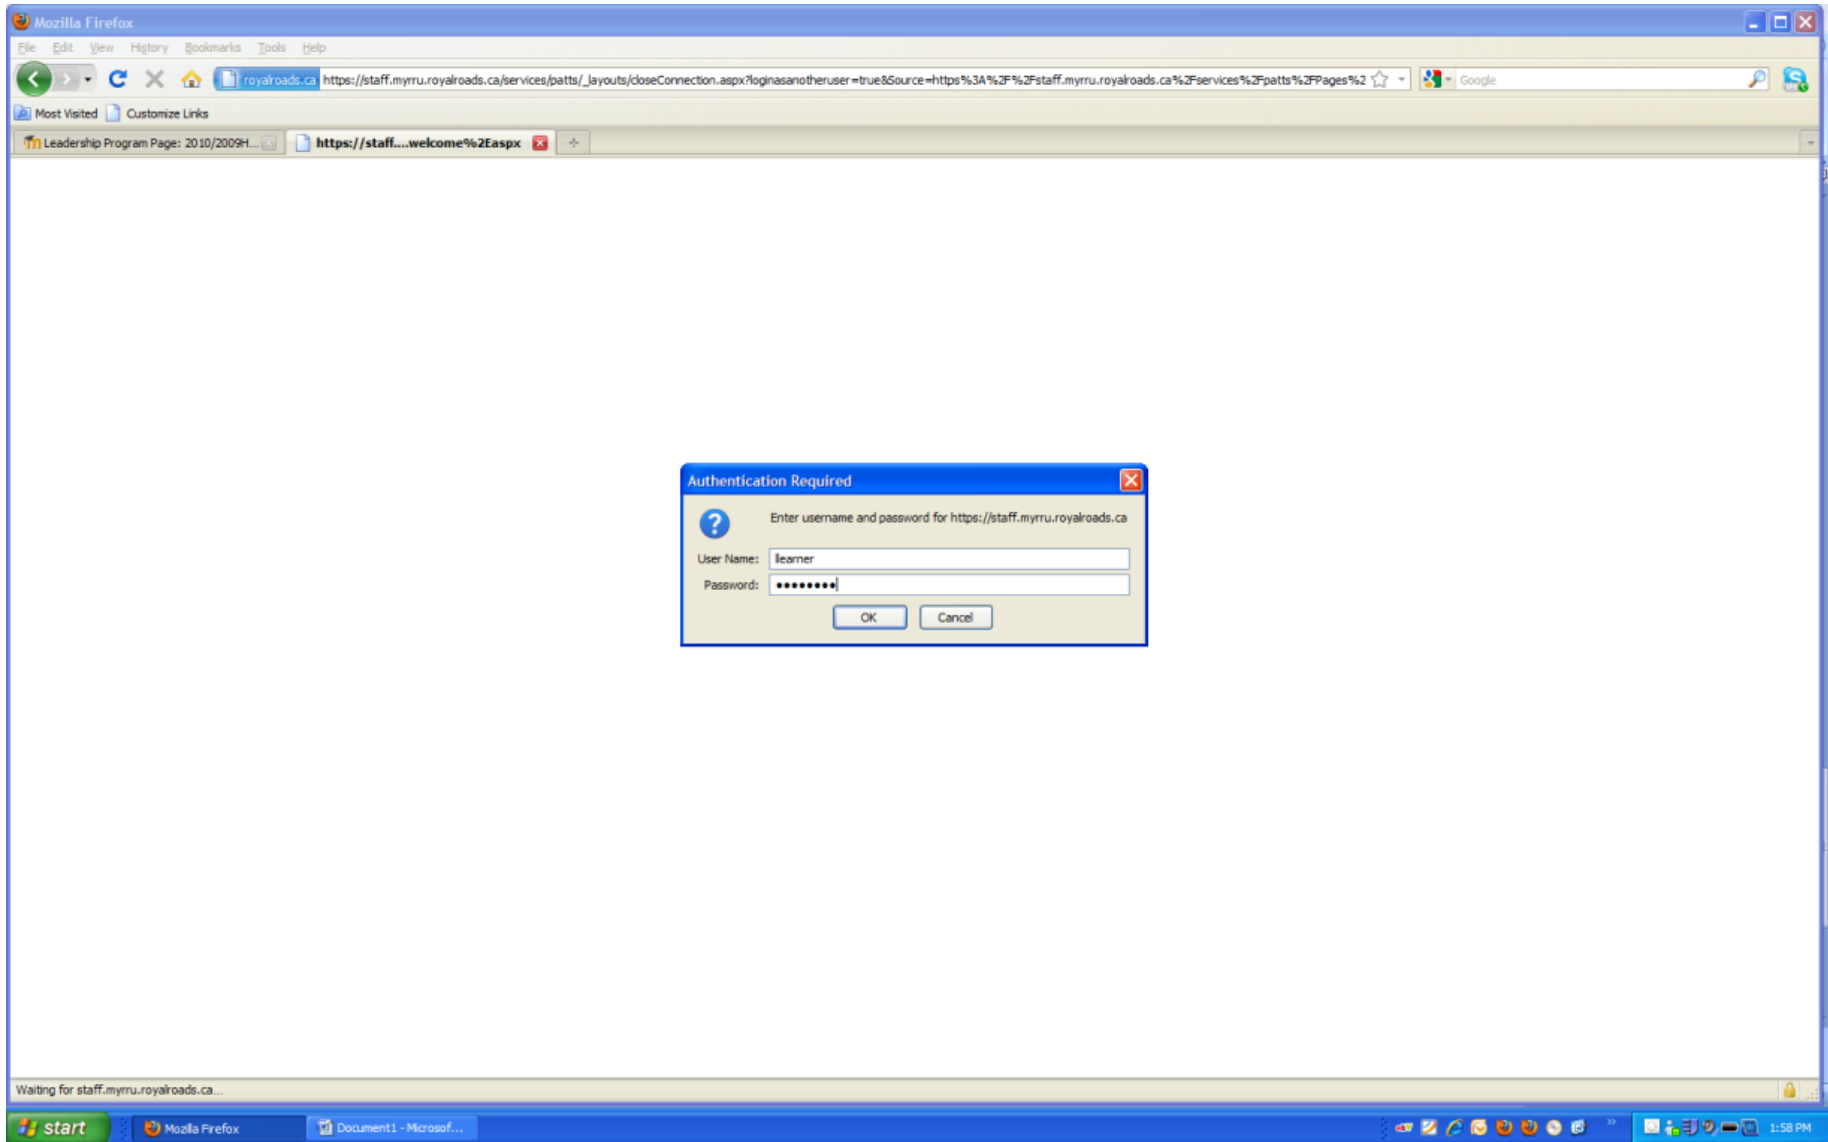 Mozilla Firefox
File Edit View History Bookmarks Tools Help
royalroads.ca https://staff.myrru.royalroads.ca/services/patts/_layouts/closeConnection.aspx?loginasanotheruser=true&Source=https%3A%2F%2Fstaff.myrru.royalroads.ca%2Fservices%2Fpatts%2FPages%2 Google
Most Visited Customize Links
Leadership Program Page: 2010/2009H... https://staff....welcome%2Easpx
Authentication Required
Enter username and password for https://staff.myrru.royalroads.ca
User Name: llearner
Password: ••••••••
OK Cancel
Waiting for staff.myrru.royalroads.ca...
start Mozilla Firefox Document1 - Microsof... 1:58 PM